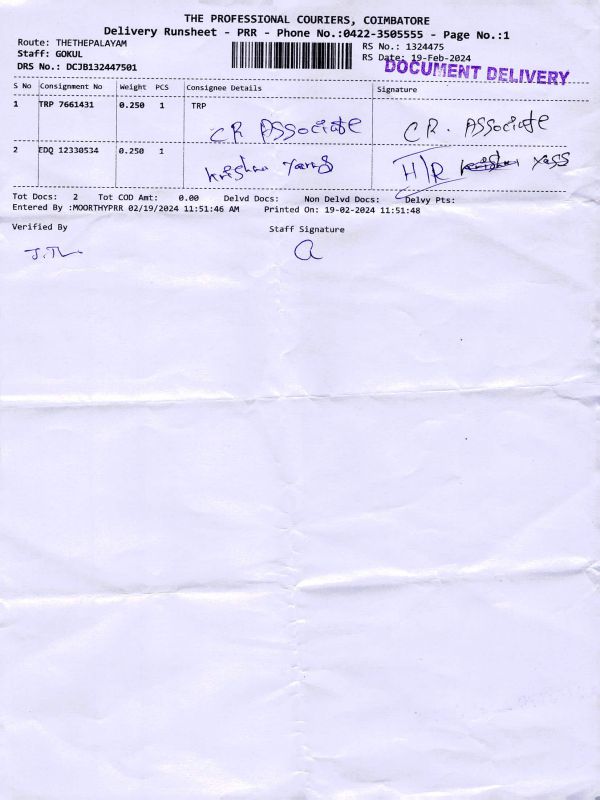 THE PROFESSIONAL COURIERS, COIMBATORE
Delivery Runsheet - PRR - Phone No.:0422-3505555 - Page No.:1
Route: THETHEPALAYAM RS No.: 1324475
Staff: GOKUL RS Date: 19-Feb-2024
DRS No.: DCJB132447501 DOCUMENT DELIVERY
S No Consignment No Weight PCS Consignee Details Signature
1 TRP 7661431 0.250 1 TRP
CR Associate CR. Associate
2 EDQ 12330534 0.250 1
Krishna H/R
Tot Docs: 2 Tot COD Amt: 0.00 Delvd Docs: Non Delvd Docs: Delvy Pts:
Entered By :MOORTHYPRR 02/19/2024 11:51:46 AM Printed On: 19-02-2024 11:51:48
Verified By Staff Signature